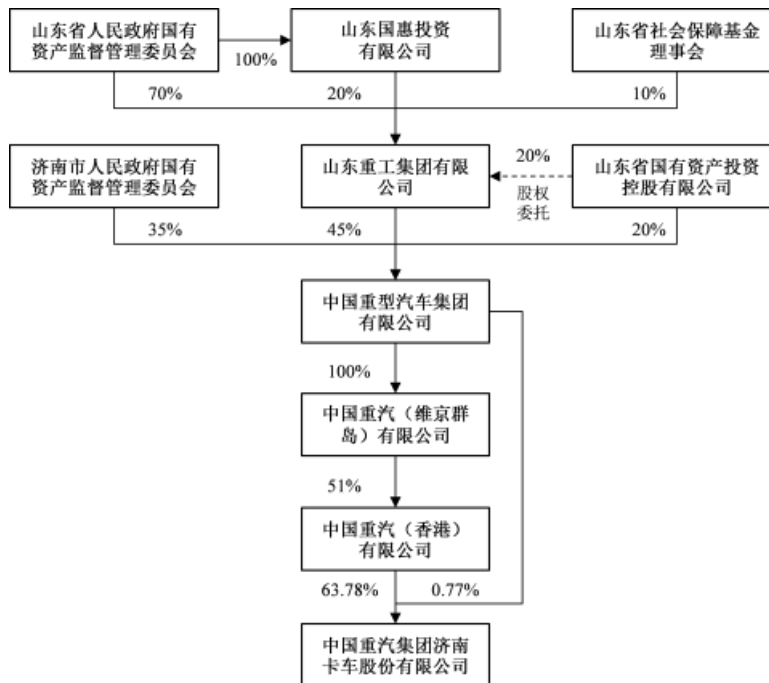 山东省人民政府国有
资产监督管理委员会
100%
山东国惠投资
有限公司
山东省社会保障基金
理事会
70%
20%
10%
济南市人民政府国有
资产监督管理委员会
山东重工集团有限
公司
20%
股权
委托
山东省国有资产投资
控股有限公司
35%
45%
20%
中国重型汽车集团
有限公司
100%
中国重汽（维京群
岛）有限公司
51%
中国重汽（香港）
有限公司
63.78%
0.77%
中国重汽集团济南
卡车股份有限公司